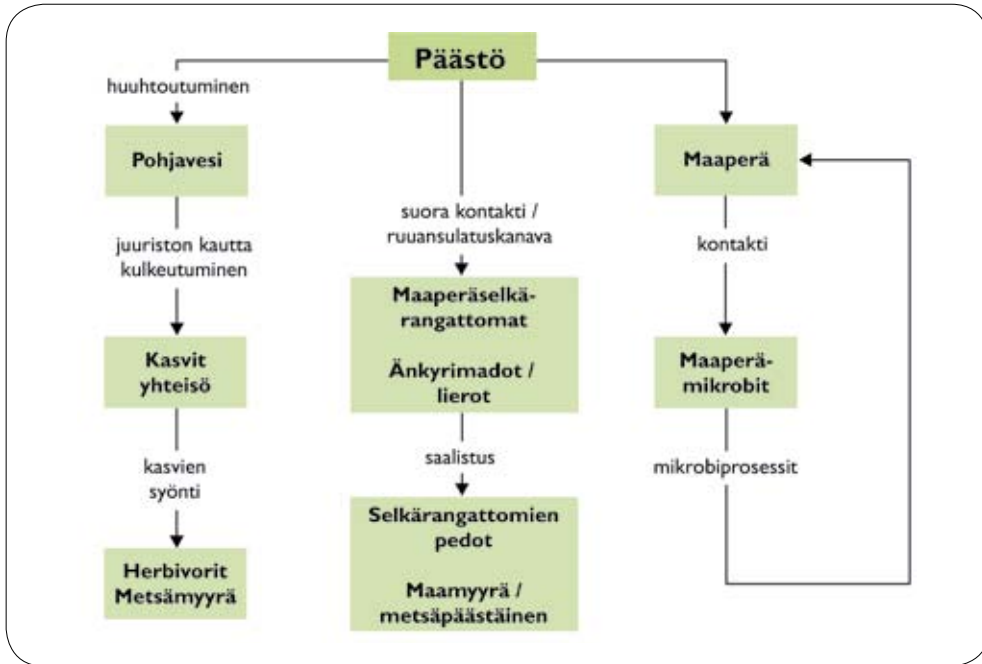 Päästö
huuhtoutuminen
Pohjavesi
juuriston kautta
kulkeutuminen
Kasvit
yhteisö
kasvien
syönti
Herbivorit
Metsämyyrä
suora kontakti /
ruuansulatuskanava
Maaperäselkä-
rangattomat
Änkyrimadot /
lierot
saalistus
Selkärangattomien
pedot
Maamyyrä /
metsäpäästäinen
Maaperä
kontakti
Maaperä-
mikrobit
mikrobiprosessit